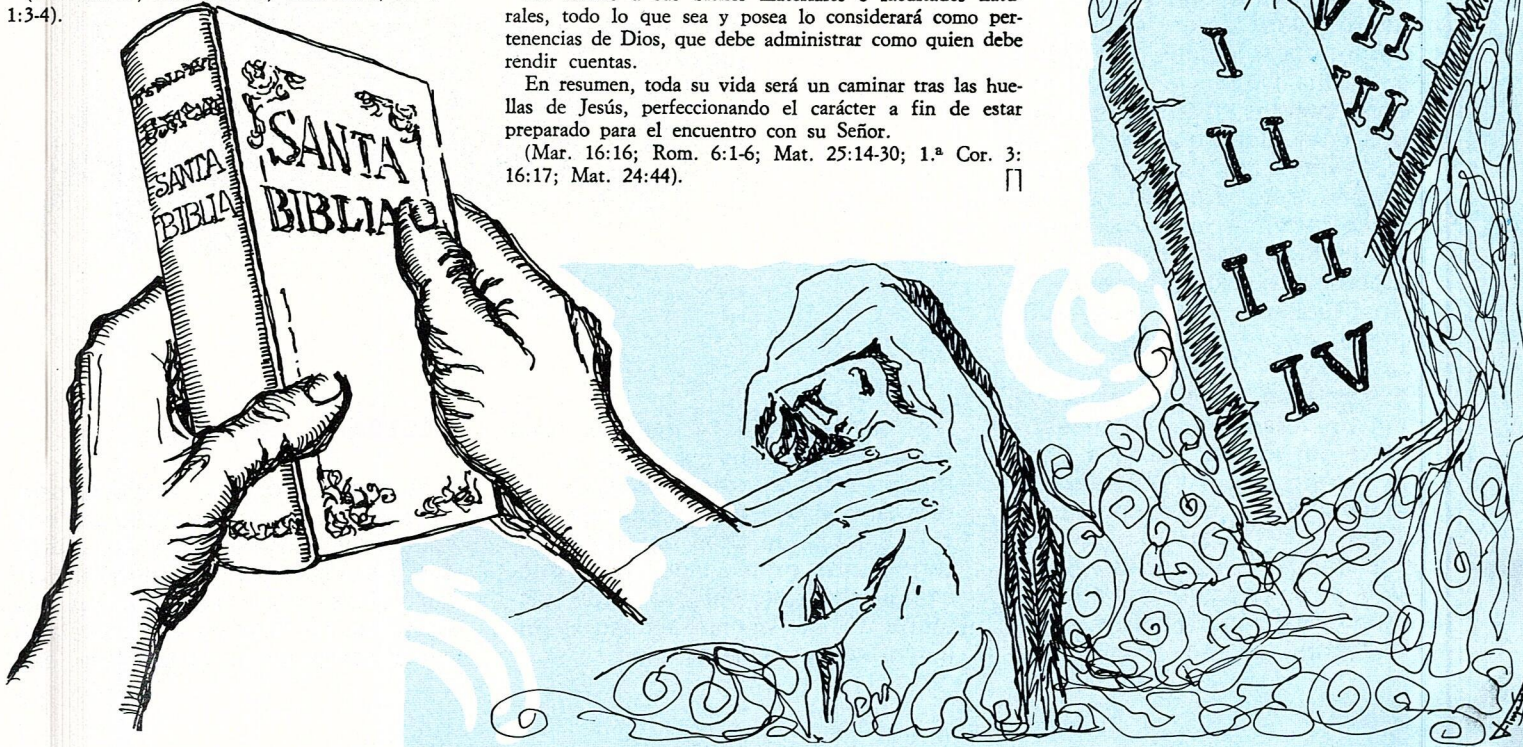 1:3-4).
rales, todo lo que sea y posea lo considerará como per-
tenencias de Dios, que debe administrar como quien debe
rendir cuentas.
En resumen, toda su vida será un caminar tras las hue-
llas de Jesús, perfeccionando el carácter a fin de estar
preparado para el encuentro con su Señor.
(Mar. 16:16; Rom. 6:1-6; Mat. 25:14-30; 1.ª Cor. 3:
16:17; Mat. 24:44).
SANTA
BIBLIA
SANTA
BIBLIA
I
II
III
IV
VII